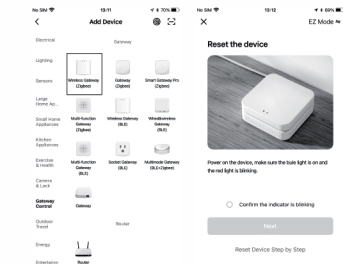 No SIM
13:11
70%
Add Device
Electrical
Gateway
Lighting
Sensors
Wireless Gateway
(Zigbee)
Gateway
(Zigbee)
Smart Gateway Pro
(Zigbee)
Large
Home Ap...
Small Home
Appliances
Multi-function
Gateway
(Zigbee)
Wireless Gateway
(BLE)
Wired&wireless
Gateway
(BLE)
Kitchen
Appliances
Exercise
& Health
Multi-function
Gateway
(BLE)
Socket Gateway
(BLE)
Multimode Gateway
(BLE+Zigbee)
Camera
& Lock
Gateway
Control
Gateway
Outdoor
Travel
Router
Energy
Entertainm
Router
No SIM
13:12
69%
EZ Mode
Reset the device
Power on the device, make sure the bule light is on and
the red light is blinking.
Confirm the indicator is blinking
Next
Reset Device Step by Step